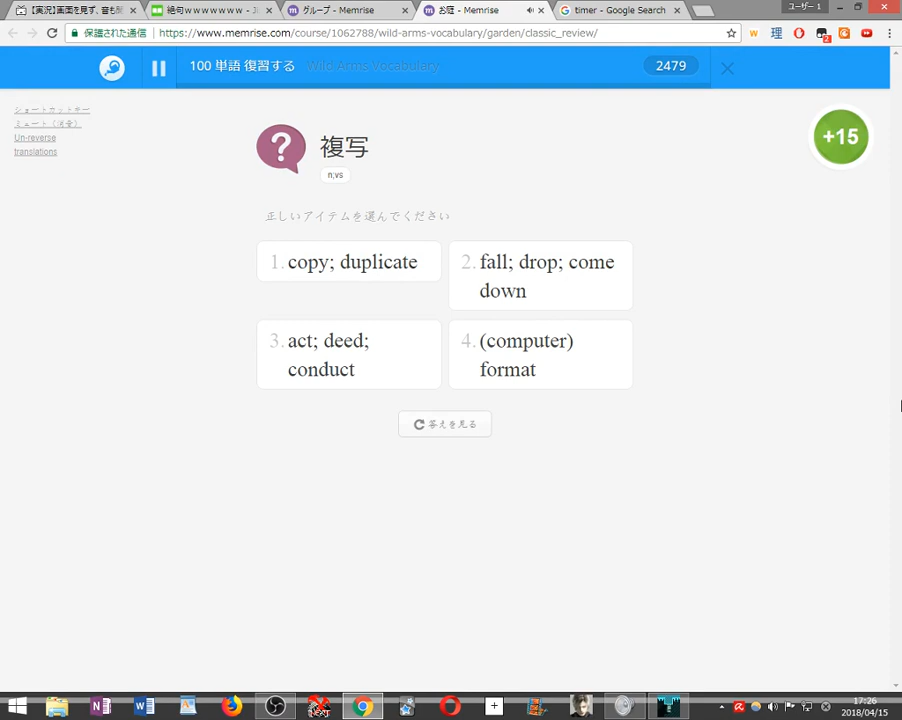 【実況】画面を見ず、音も聞
絶句ｗｗｗｗｗｗｗ - Ji
グループ - Memrise
お庭 - Memrise
timer - Google Search
ユーザー 1
保護された通信
https://www.memrise.com/course/1062788/wild-arms-vocabulary/garden/classic_review/
理
2
100 単語 復習する
Wild Arms Vocabulary
2479
ショートカットキー
ミュート（消音）
Un-reverse
translations
?
複写
+15
n;vs
正しいアイテムを選んでください
1. copy; duplicate
2. fall; drop; come
down
3. act; deed;
conduct
4. (computer)
format
答えを見る
17:26
2018/04/15